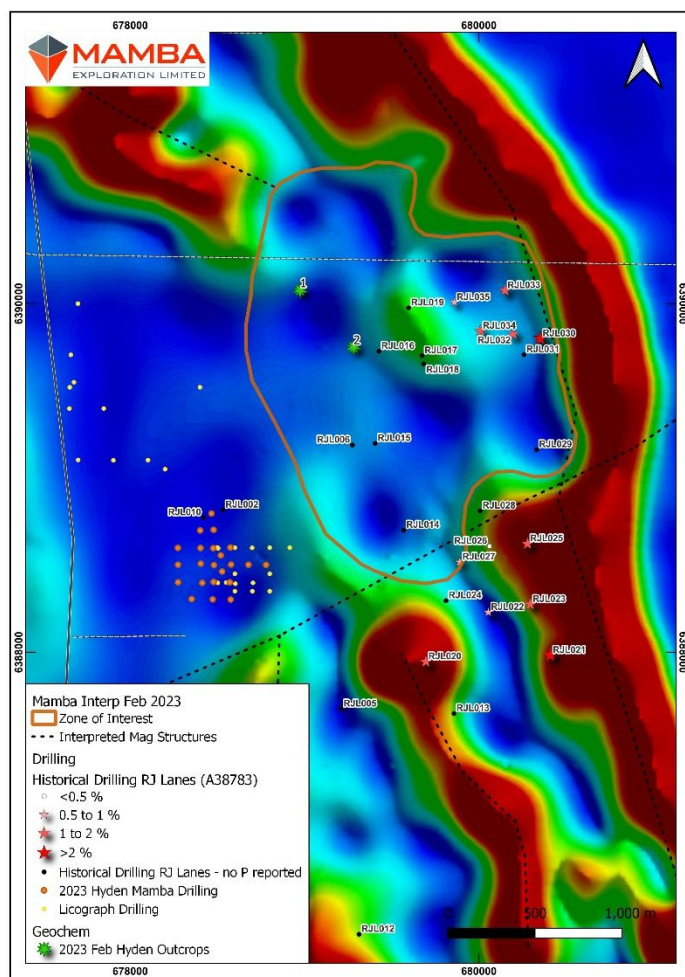 678000
680000
MAMBA
EXPLORATION LIMITED
6390000
6390000
1
2
RJL033
RJL035
RJL019
RJL034
RJL030
RJL032
RJL031
RJL016
RJL017
RJL018
RJL006
RJL015
RJL029
RJL010
RJL002
RJL014
RJL028
RJL026
RJL025
RJL027
RJL024
RJL022
RJL023
6388000
6388000
RJL020
RJL021
RJL005
RJL013
RJL012
Mamba Interp Feb 2023
Zone of Interest
Interpreted Mag Structures
Drilling
Historical Drilling RJ Lanes (A38783)
<0.5 %
0.5 to 1 %
1 to 2 %
>2 %
Historical Drilling RJ Lanes - no P reported
2023 Hyden Mamba Drilling
Licograph Drilling
Geochem
2023 Feb Hyden Outcrops
0 500 1,000 m
678000
680000